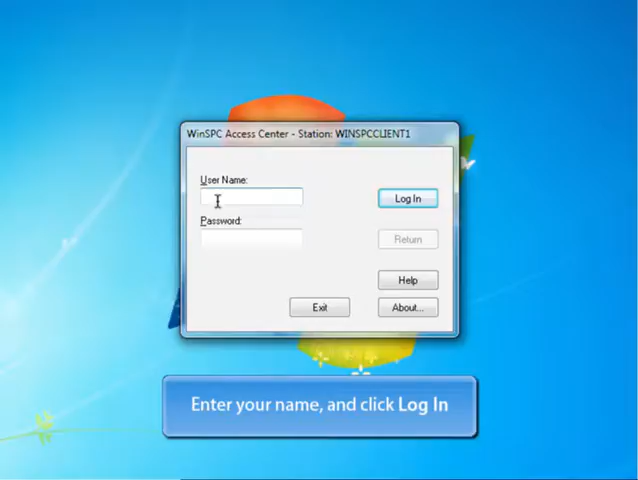 WinSPC Access Center - Station: WINSPCCLIENT1
User Name:
Log In
Password:
Return
Help
Exit
About...
Enter your name, and click Log In